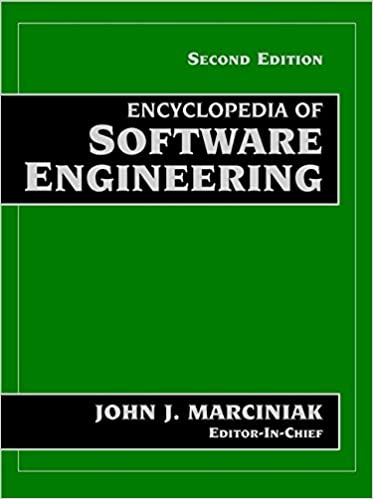 SECOND EDITION
ENCYCLOPEDIA OF
SOFTWARE
ENGINEERING
JOHN J. MARCINIAK
EDITOR-IN-CHIEF